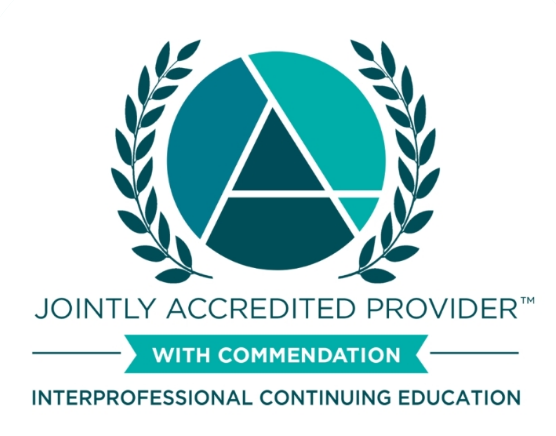 JOINTLY ACCREDITED PROVIDER™
WITH COMMENDATION
INTERPROFESSIONAL CONTINUING EDUCATION